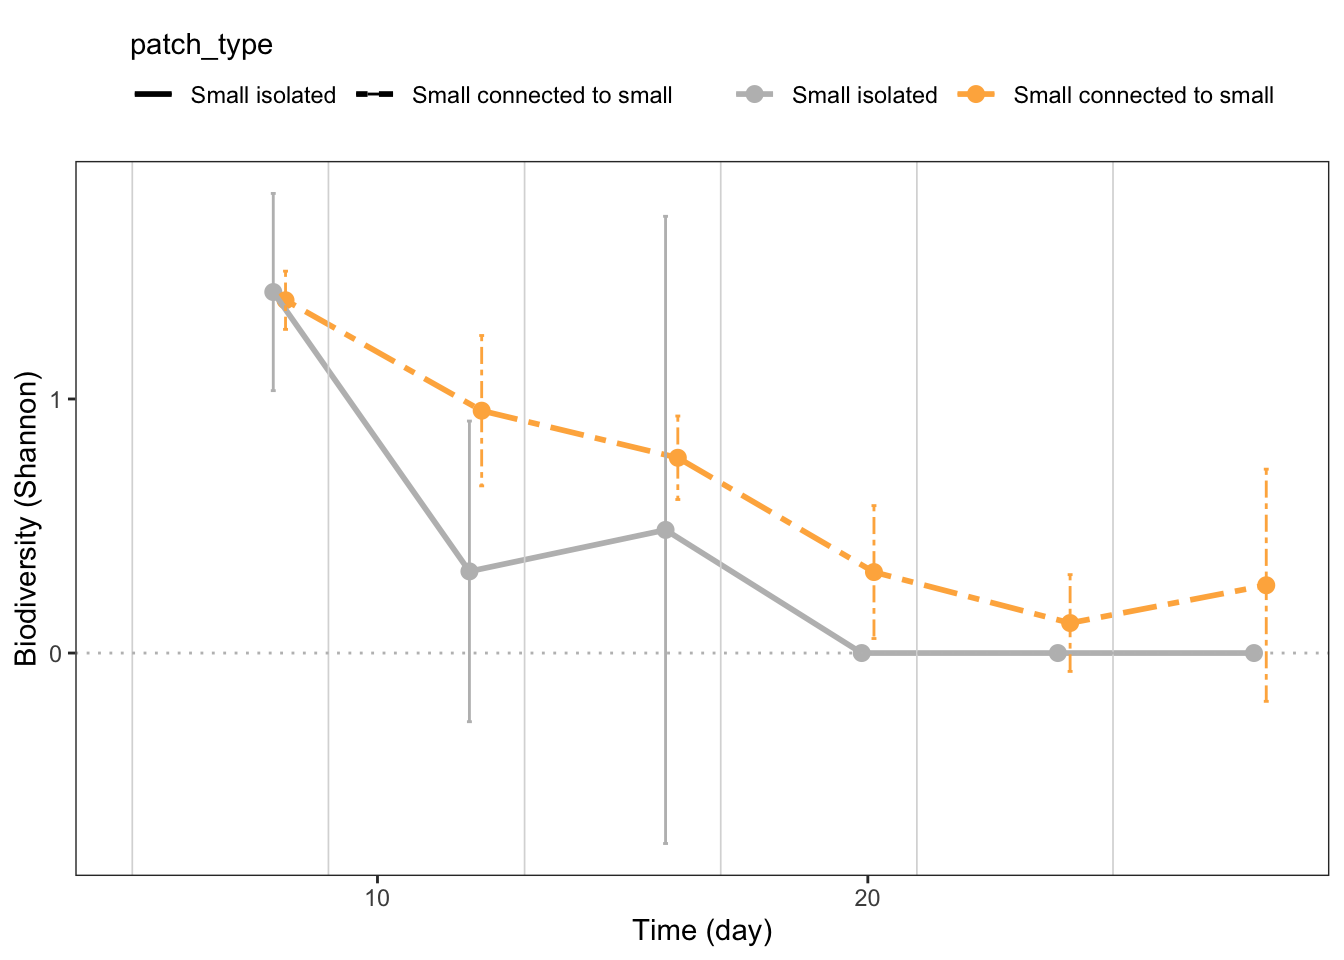 patch_type
Small isolated Small connected to small Small isolated Small connected to small
Biodiversity (Shannon)
1
0
10 20
Time (day)